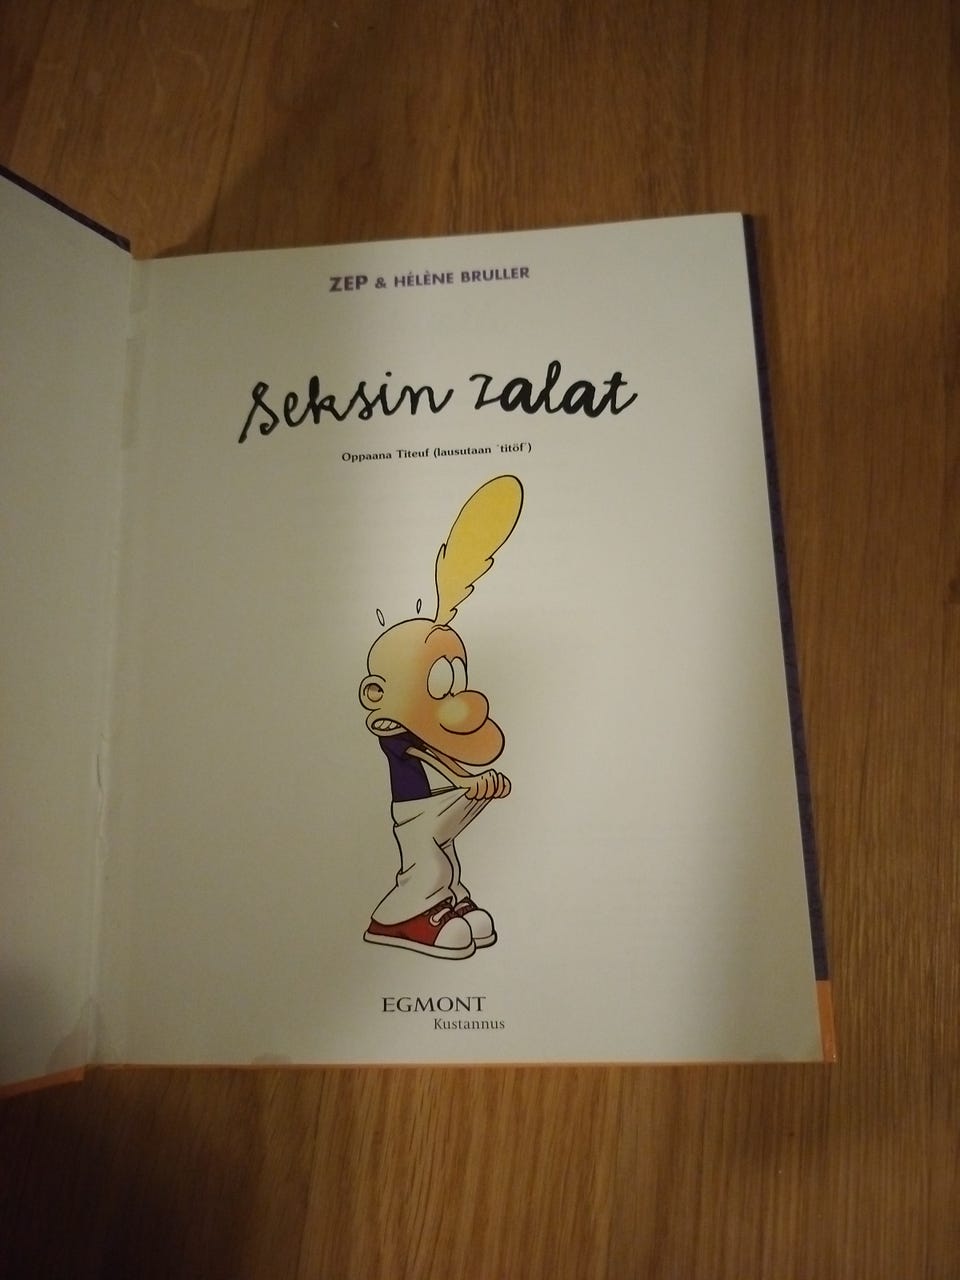 ZEP & HÉLÈNE BRULLER
Seksin zalat
Oppaana Titeuf (lausutaan ´titöf´)
EGMONT
Kustannus